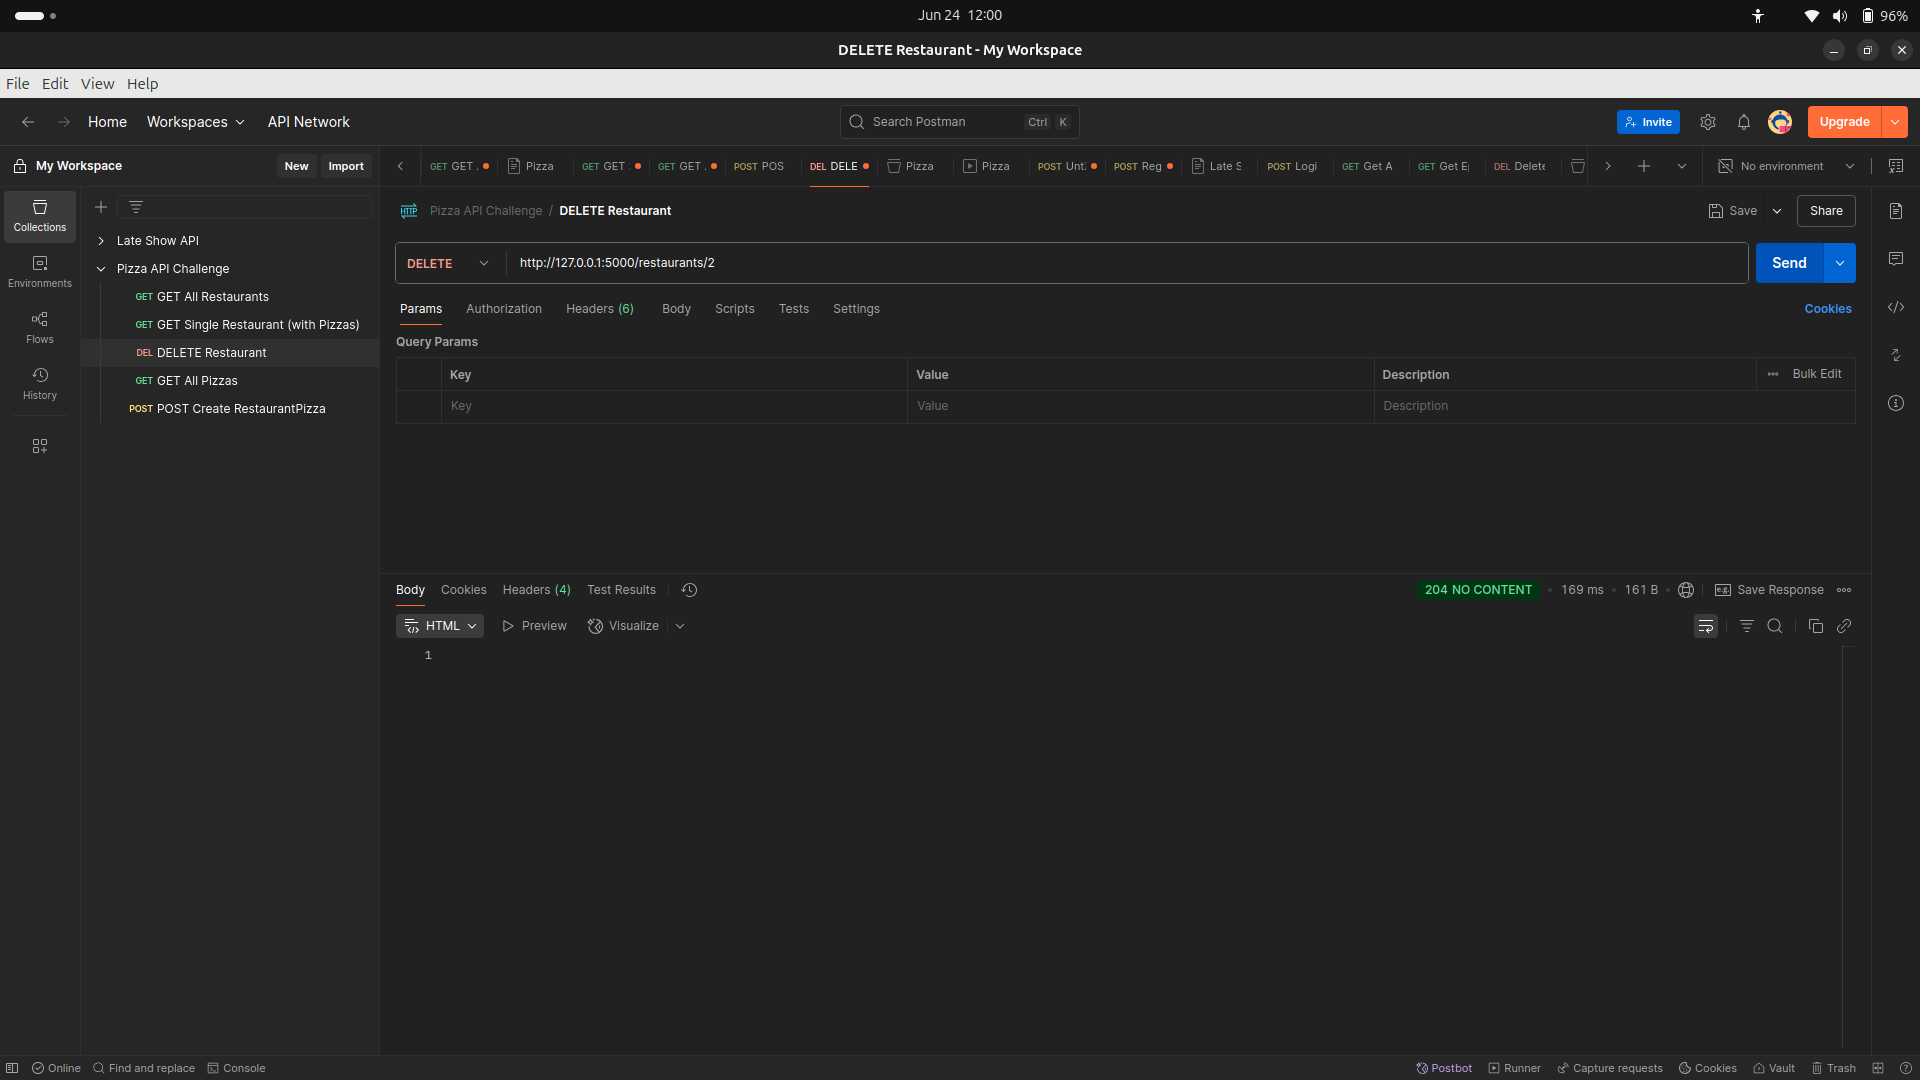 Jun 24 12:00
96%
DELETE Restaurant - My Workspace
File Edit View Help
Home Workspaces API Network
Search Postman Ctrl K
Invite
Upgrade
My Workspace
New Import
GET GET . Pizza GET GET . POST POS DEL DELE Pizza Pizza POST Unt POST Reg Late S POST Logi GET Get A GET Get E DEL Delete
No environment
Collections
Environments
Flows
History
Late Show API
Pizza API Challenge
GET GET All Restaurants
GET GET Single Restaurant (with Pizzas)
DEL DELETE Restaurant
GET GET All Pizzas
POST POST Create RestaurantPizza
HTTP Pizza API Challenge / DELETE Restaurant
Save Share
DELETE http://127.0.0.1:5000/restaurants/2
Send
Params Authorization Headers (6) Body Scripts Tests Settings
Cookies
Query Params
Key Value Description Bulk Edit
Key Value Description
Body Cookies Headers (4) Test Results
204 NO CONTENT • 169 ms • 161 B • e.g. Save Response
HTML Preview Visualize
1
Online Find and replace Console
Postbot Runner Capture requests Cookies Vault Trash